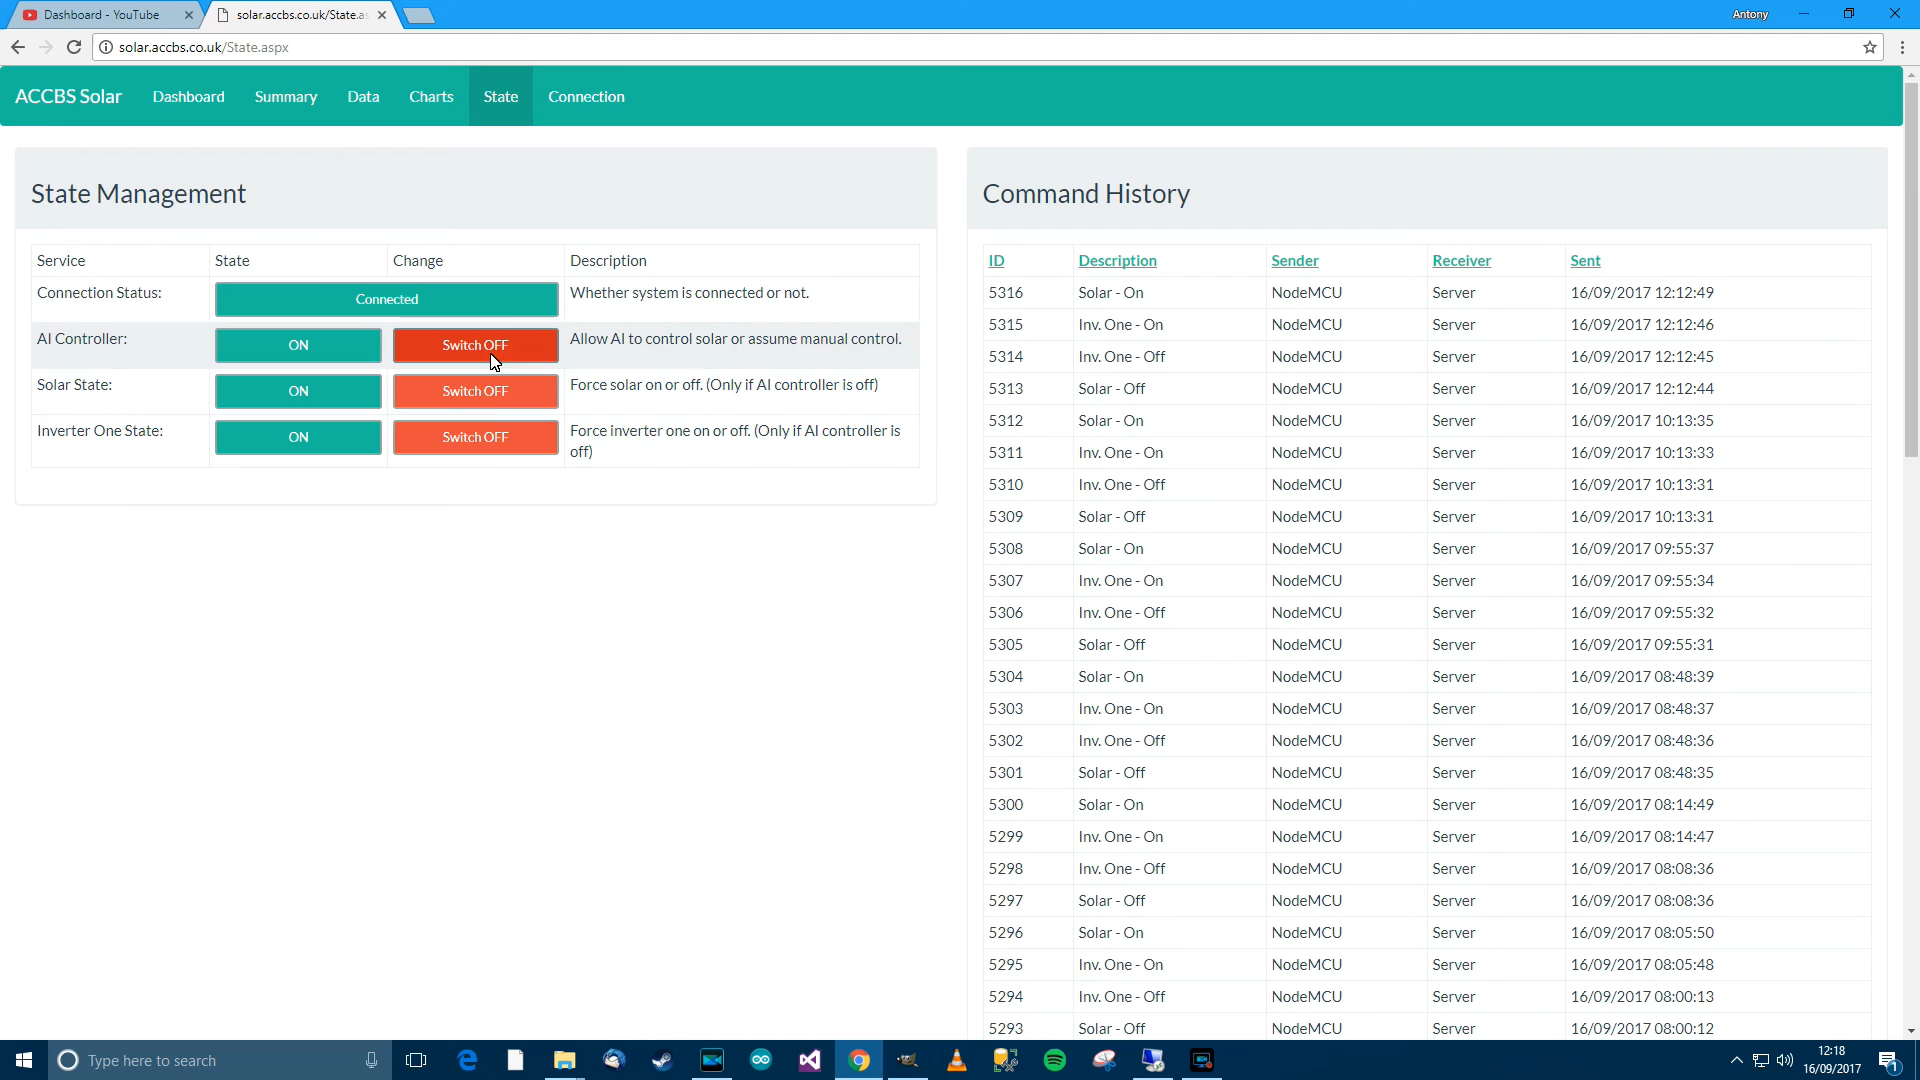 Dashboard - YouTube
solar.accbs.co.uk/State.as
Antony
solar.accbs.co.uk/State.aspx
ACCBS Solar Dashboard Summary Data Charts State Connection
State Management
Service State Change Description
Connection Status: Connected Whether system is connected or not.
AI Controller: ON Switch OFF Allow AI to control solar or assume manual control.
Solar State: ON Switch OFF Force solar on or off. (Only if AI controller is off)
Inverter One State: ON Switch OFF Force inverter one on or off. (Only if AI controller is
off)
Command History
ID Description Sender Receiver Sent
5316 Solar - On NodeMCU Server 16/09/2017 12:12:49
5315 Inv. One - On NodeMCU Server 16/09/2017 12:12:46
5314 Inv. One - Off NodeMCU Server 16/09/2017 12:12:45
5313 Solar - Off NodeMCU Server 16/09/2017 12:12:44
5312 Solar - On NodeMCU Server 16/09/2017 10:13:35
5311 Inv. One - On NodeMCU Server 16/09/2017 10:13:33
5310 Inv. One - Off NodeMCU Server 16/09/2017 10:13:31
5309 Solar - Off NodeMCU Server 16/09/2017 10:13:31
5308 Solar - On NodeMCU Server 16/09/2017 09:55:37
5307 Inv. One - On NodeMCU Server 16/09/2017 09:55:34
5306 Inv. One - Off NodeMCU Server 16/09/2017 09:55:32
5305 Solar - Off NodeMCU Server 16/09/2017 09:55:31
5304 Solar - On NodeMCU Server 16/09/2017 08:48:39
5303 Inv. One - On NodeMCU Server 16/09/2017 08:48:37
5302 Inv. One - Off NodeMCU Server 16/09/2017 08:48:36
5301 Solar - Off NodeMCU Server 16/09/2017 08:48:35
5300 Solar - On NodeMCU Server 16/09/2017 08:14:49
5299 Inv. One - On NodeMCU Server 16/09/2017 08:14:47
5298 Inv. One - Off NodeMCU Server 16/09/2017 08:08:36
5297 Solar - Off NodeMCU Server 16/09/2017 08:08:36
5296 Solar - On NodeMCU Server 16/09/2017 08:05:50
5295 Inv. One - On NodeMCU Server 16/09/2017 08:05:48
5294 Inv. One - Off NodeMCU Server 16/09/2017 08:00:13
5293 Solar - Off NodeMCU Server 16/09/2017 08:00:12
Type here to search
12:18
16/09/2017
1